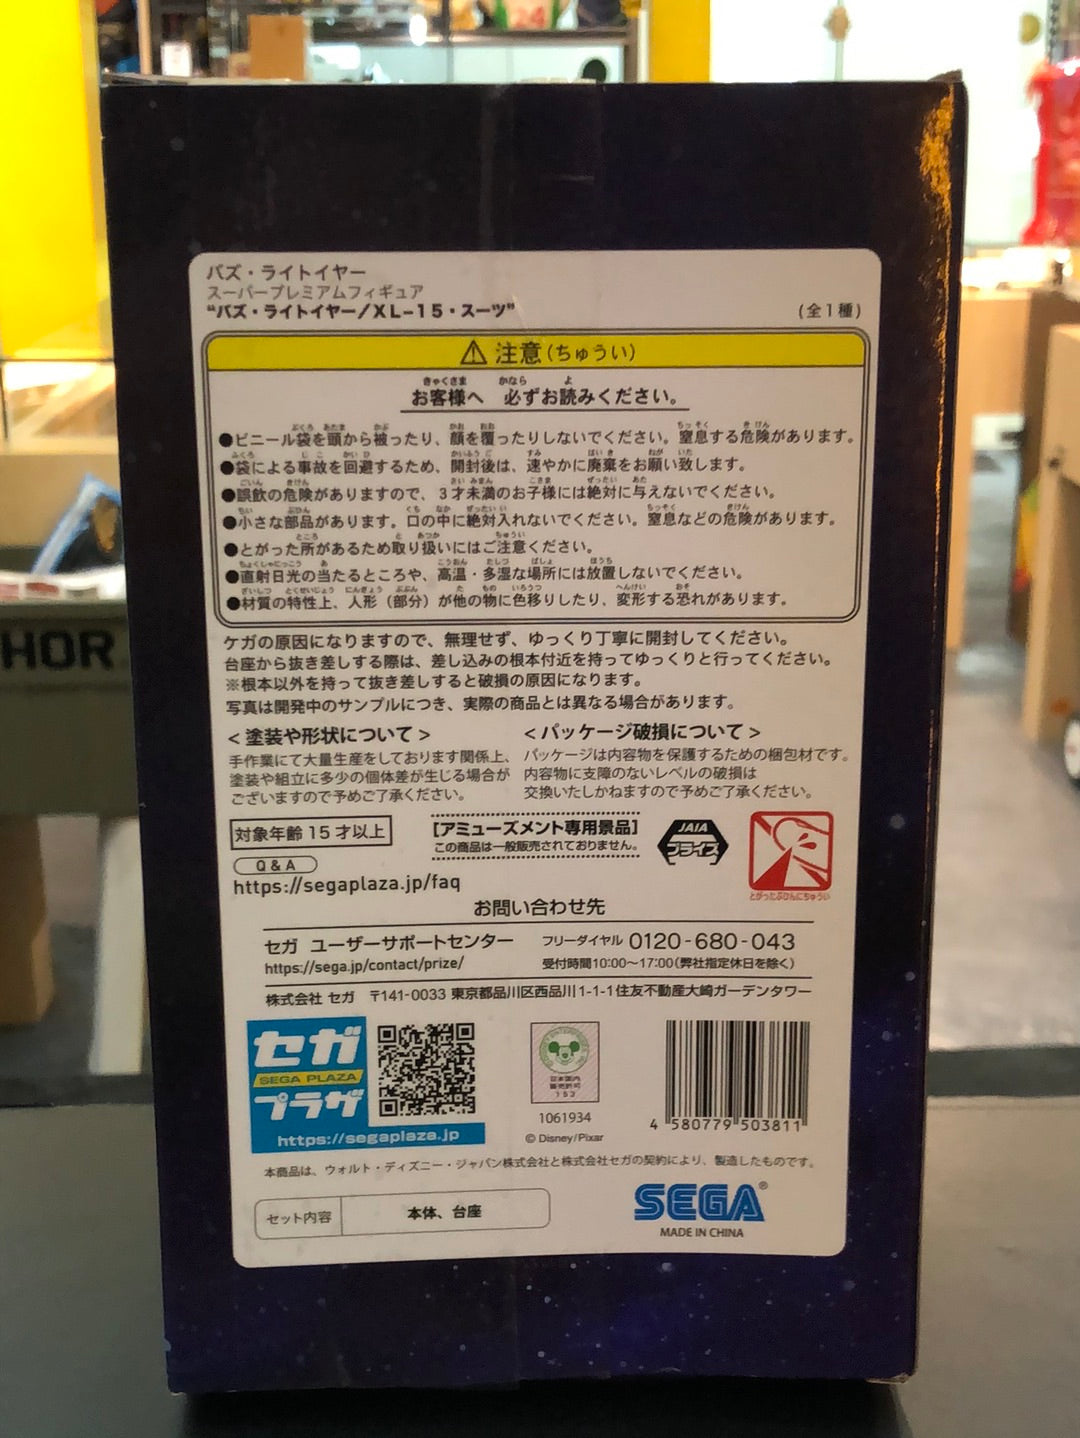 バズ・ライトイヤー
スーパープレミアムフィギュア
“バズ・ライトイヤー/XL-15・スーツ”
(全1種)
⚠ 注意(ちゅうい)
お客様へ 必ずお読みください。
●ビニール袋を頭から被ったり、顔を覆ったりしないでください。窒息する危険があります。
●袋による事故を回避するため、開封後は、速やかに廃棄をお願い致します。
●誤飲の危険がありますので、3才未満のお子様には絶対に与えないでください。
●小さな部品があります。口の中に絶対入れないでください。窒息などの危険があります。
●とがった所があるため取り扱いにはご注意ください。
●直射日光の当たるところや、高温・多湿な場所には放置しないでください。
●材質の特性上、人形(部分)が他の物に色移りしたり、変形する恐れがあります。
ケガの原因になりますので、無理せず、ゆっくり丁寧に開封してください。
台座から抜き差しする際は、差し込みの根本付近を持ってゆっくりと行ってください。
※根本以外を持って抜き差しすると破損の原因になります。
写真は開発中のサンプルにつき、実際の商品とは異なる場合があります。
<塗装や形状について>
手作業にて大量生産をしております関係上、
塗装や組立に多少の個体差が生じる場合が
ございますので予めご了承ください。
<パッケージ破損について>
パッケージは内容物を保護するための梱包材です。
内容物に支障のないレベルの破損は
交換いたしかねますので予めご了承ください。
対象年齢15才以上
[アミューズメント専用景品]
この商品は一般販売されておりません。
JAIA
プライズ
とがったぶひんにちゅうい
Q&A
https://segaplaza.jp/faq
お問い合わせ先
セガ ユーザーサポートセンター
https://sega.jp/contact/prize/
フリーダイヤル 0120-680-043
受付時間10:00〜17:00(弊社指定休日を除く)
株式会社 セガ 〒141-0033 東京都品川区西品川1-1-1住友不動産大崎ガーデンタワー
セガ
SEGA PLAZA
プラザ
https://segaplaza.jp
日本国内
販売許可
152
1061934
© Disney/Pixar
4 580779 503811
本商品は、ウォルト・ディズニー・ジャパン株式会社と株式会社セガの契約により、製造したものです。
セット内容
本体、台座
SEGA®
MADE IN CHINA
HOR
24